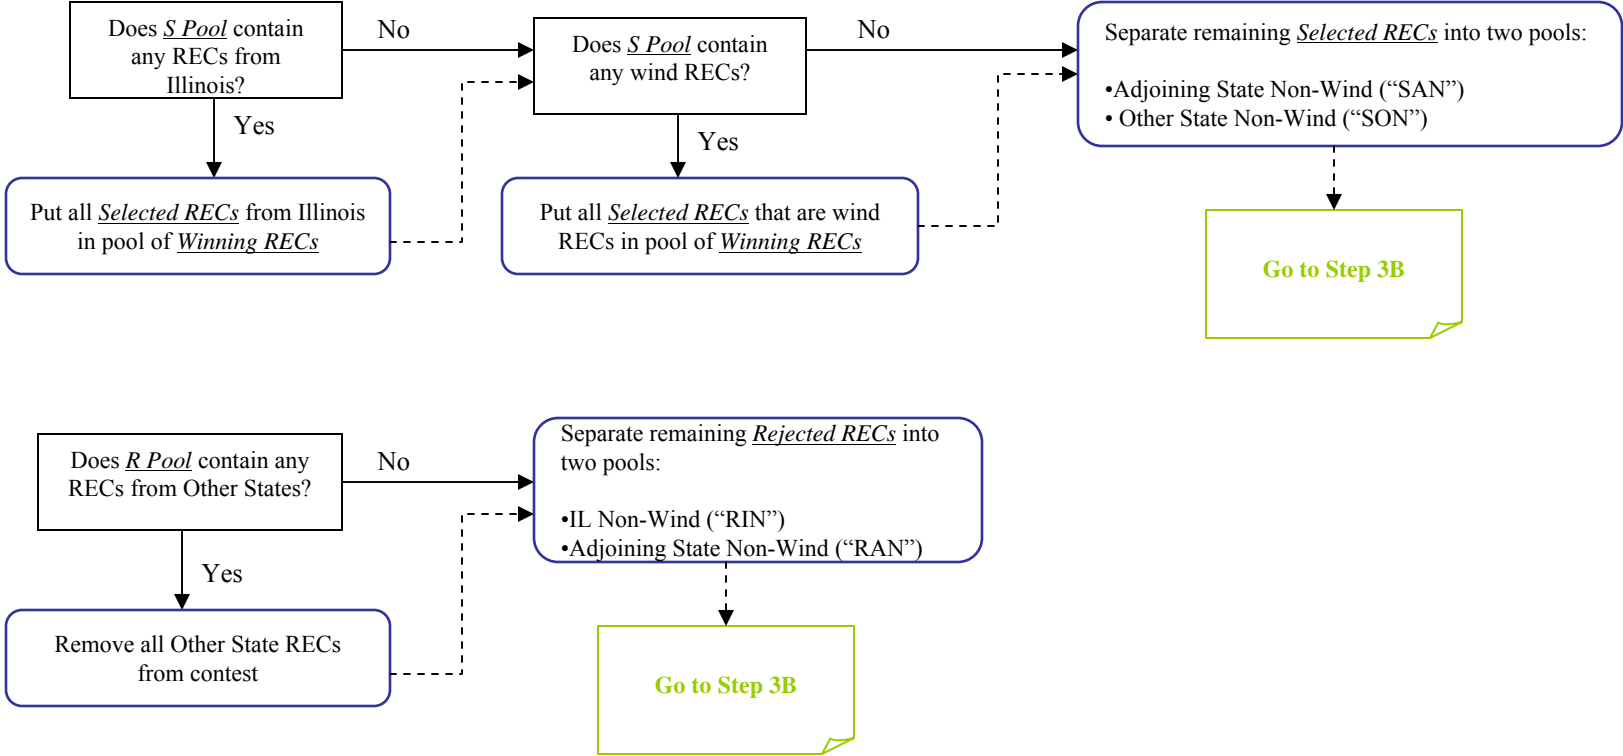 Does S Pool contain
any RECs from
Illinois?
No
Yes
Put all Selected RECs from Illinois
in pool of Winning RECs
Does S Pool contain
any wind RECs?
No
Yes
Put all Selected RECs that are wind
RECs in pool of Winning RECs
Separate remaining Selected RECs into two pools:
•Adjoining State Non-Wind (“SAN”)
• Other State Non-Wind (“SON”)
Go to Step 3B
Does R Pool contain any
RECs from Other States?
No
Yes
Remove all Other State RECs
from contest
Separate remaining Rejected RECs into
two pools:
•IL Non-Wind (“RIN”)
•Adjoining State Non-Wind (“RAN”)
Go to Step 3B